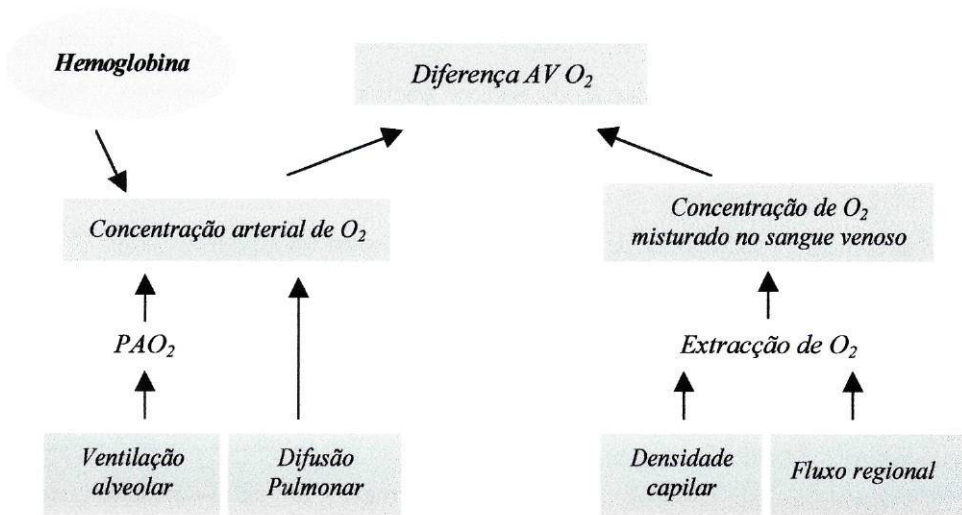 Hemoglobina
Diferença AV O₂
Concentração arterial de O₂
Concentração de O₂
misturado no sangue venoso
PAO₂
Extracção de O₂
Ventilação
alveolar
Difusão
Pulmonar
Densidade
capilar
Fluxo regional